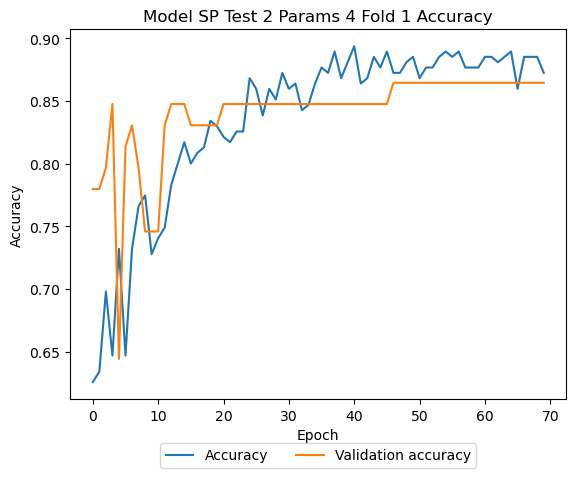 Model SP Test 2 Params 4 Fold 1 Accuracy
0.90
0.85
0.80
0.75
0.70
0.65
Accuracy
0 10 20 30 40 50 60 70
Epoch
Accuracy Validation accuracy